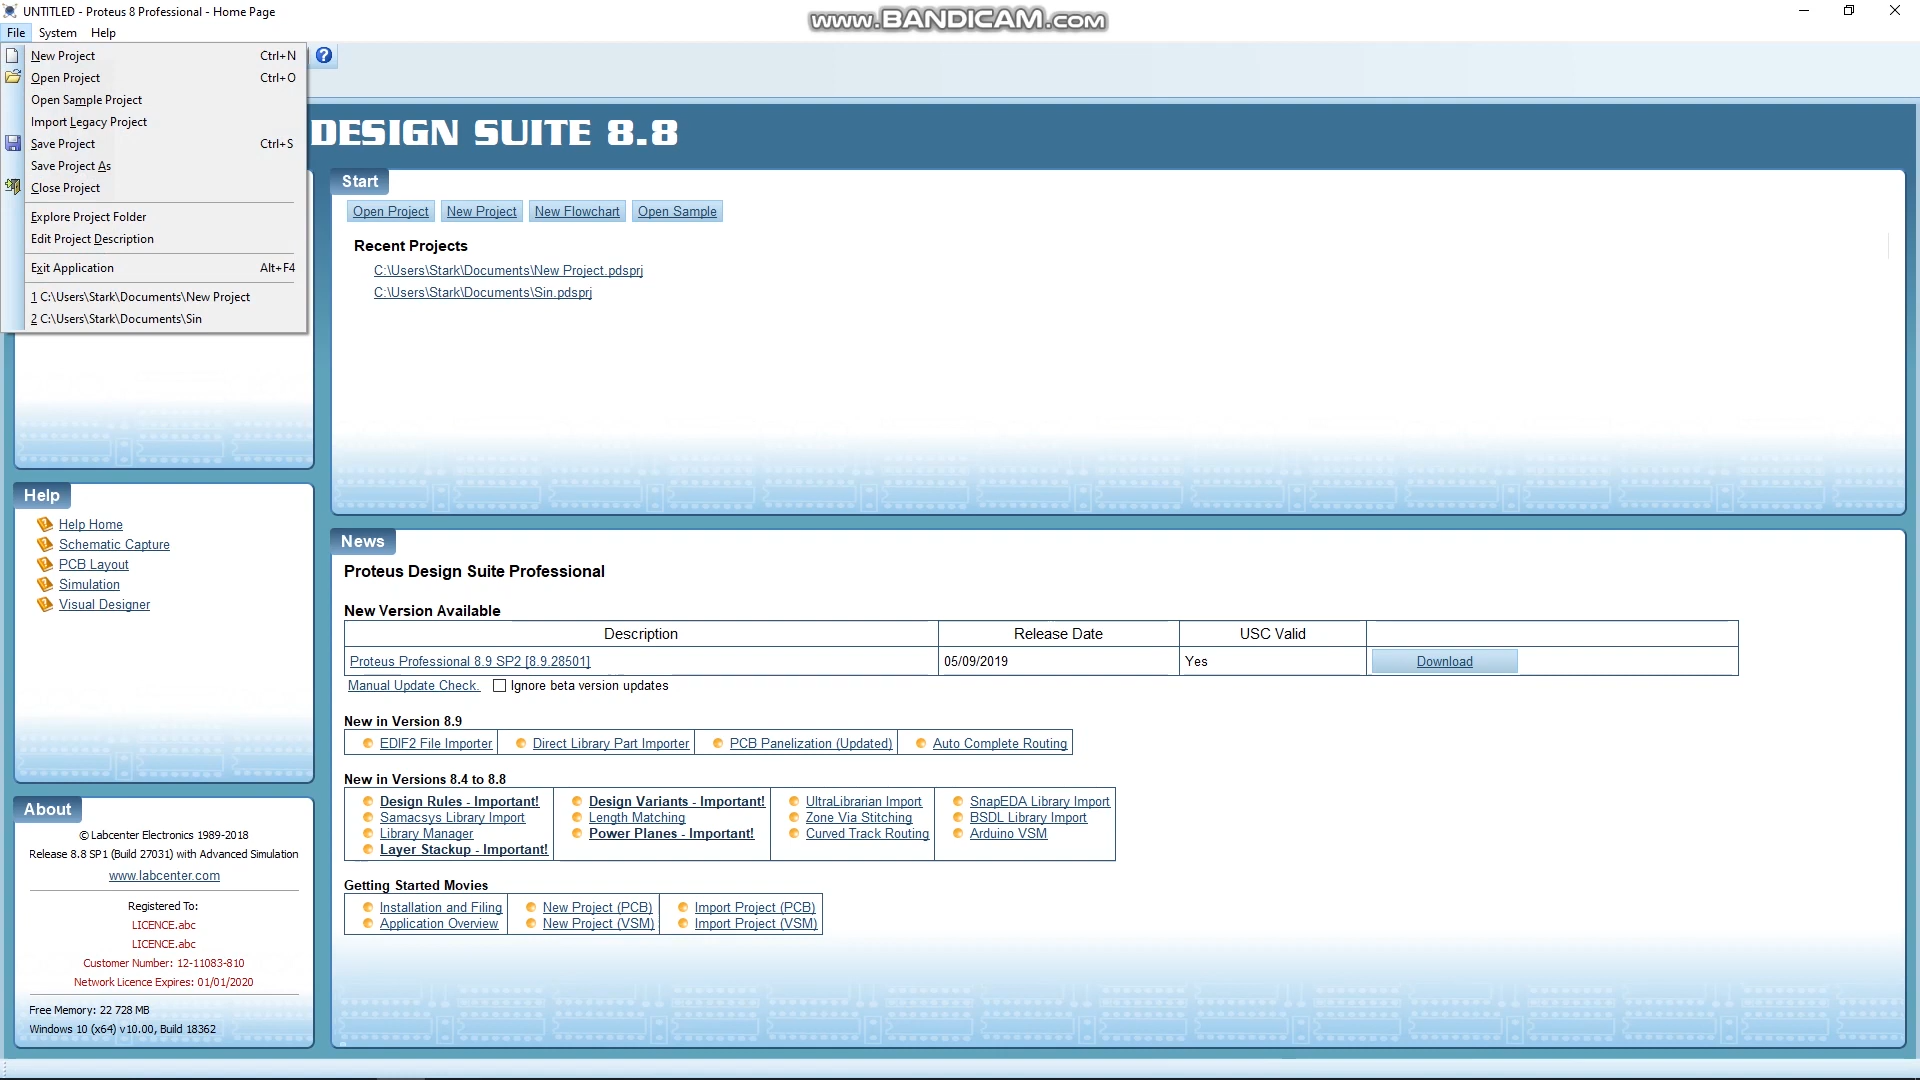 UNTITLED - Proteus 8 Professional - Home Page
www.BANDICAM.com
File System Help
New Project Ctrl+N
Open Project Ctrl+O
Open Sample Project
Import Legacy Project
Save Project Ctrl+S
Save Project As
Close Project
Explore Project Folder
Edit Project Description
Exit Application Alt+F4
1 C:\Users\Stark\Documents\New Project
2 C:\Users\Stark\Documents\Sin
DESIGN SUITE 8.8
Start
Open Project New Project New Flowchart Open Sample
Recent Projects
C:\Users\Stark\Documents\New Project.pdsprj
C:\Users\Stark\Documents\Sin.pdsprj
Help
Help Home
Schematic Capture
PCB Layout
Simulation
Visual Designer
News
Proteus Design Suite Professional
New Version Available
Description Release Date USC Valid
Proteus Professional 8.9 SP2 [8.9.28501] 05/09/2019 Yes Download
Manual Update Check. Ignore beta version updates
New in Version 8.9
EDIF2 File Importer Direct Library Part Importer PCB Panelization (Updated) Auto Complete Routing
New in Versions 8.4 to 8.8
Design Rules - Important! Design Variants - Important! UltraLibrarian Import SnapEDA Library Import
Samacsys Library Import Length Matching Zone Via Stitching BSDL Library Import
Library Manager Power Planes - Important! Curved Track Routing Arduino VSM
Layer Stackup - Important!
Getting Started Movies
Installation and Filing New Project (PCB) Import Project (PCB)
Application Overview New Project (VSM) Import Project (VSM)
About
© Labcenter Electronics 1989-2018
Release 8.8 SP1 (Build 27031) with Advanced Simulation
www.labcenter.com
Registered To:
LICENCE.abc
LICENCE.abc
Customer Number: 12-11083-810
Network Licence Expires: 01/01/2020
Free Memory: 22 728 MB
Windows 10 (x64) v10.00, Build 18362